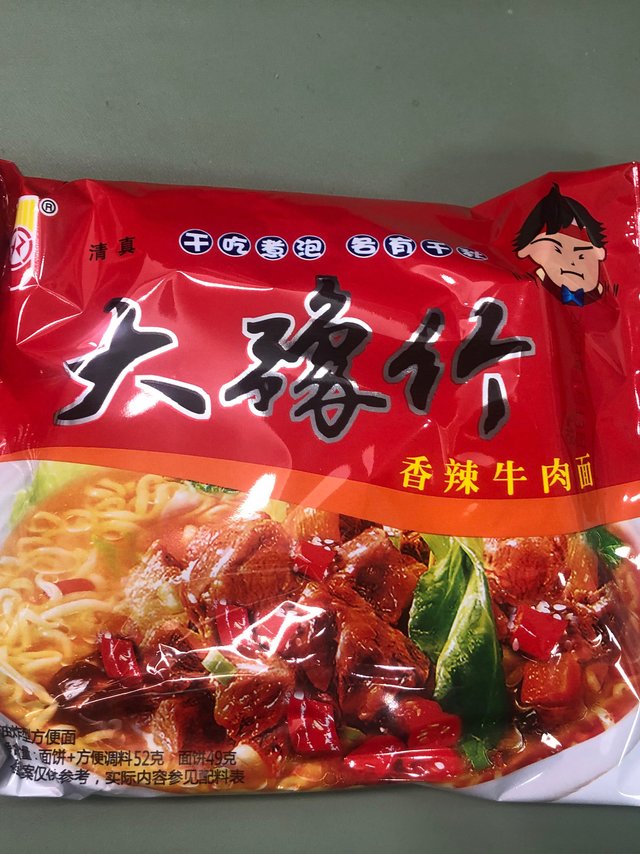 ®
清真
干吃煮泡 各有千秋
大豫竹
香辣牛肉面
方便面
:面饼+方便调料52克 面饼49克
案仅供参考，实际内容参见配料表